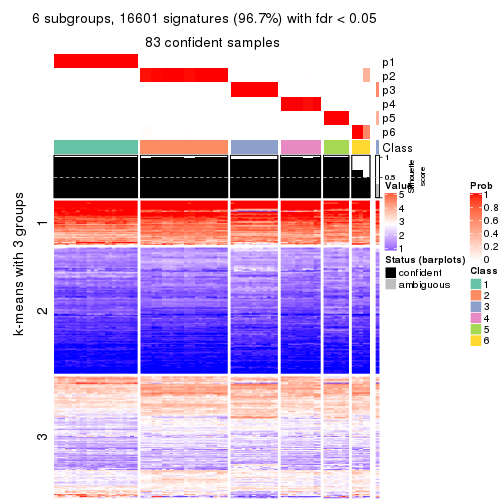 6 subgroups, 16601 signatures (96.7%) with fdr < 0.05
83 confident samples
p1
p2
p3
p4
p5
p6
Class
1
0.5
0
Silhouette
score
k-means with 3 groups
1
2
3
Value
5
4
3
2
1
Status (barplots)
confident
ambiguous
Prob
1
0.8
0.6
0.4
0.2
0
Class
1
2
3
4
5
6